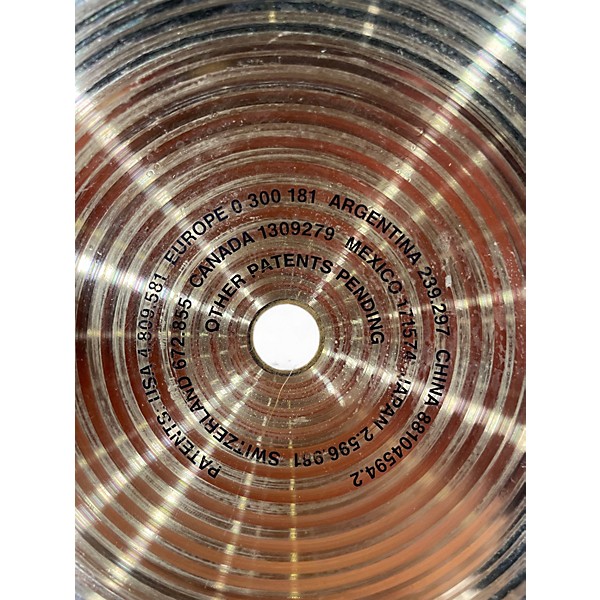 PATENTS USA 4.809.581 EUROPE 0 300 181 ARGENTINA 239.297 CHINA 88104594.2
SWITZERLAND 672.855 CANADA 1309279 MEXICO 171574 JAPAN 2.596.981
OTHER PATENTS PENDING